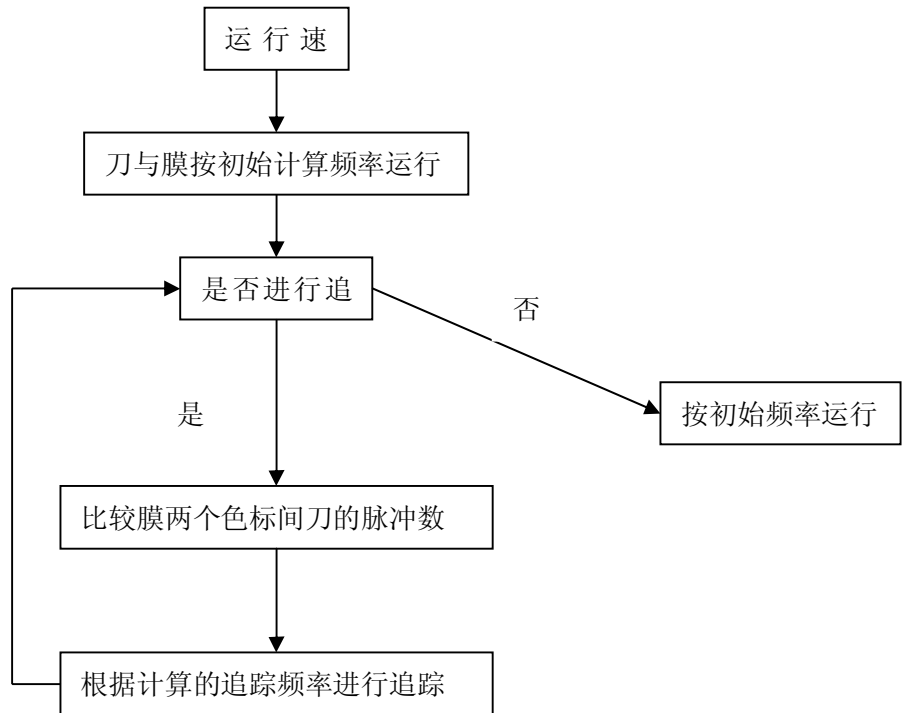 运行速
刀与膜按初始计算频率运行
是否进行追
否
是
按初始频率运行
比较膜两个色标间刀的脉冲数
根据计算的追踪频率进行追踪